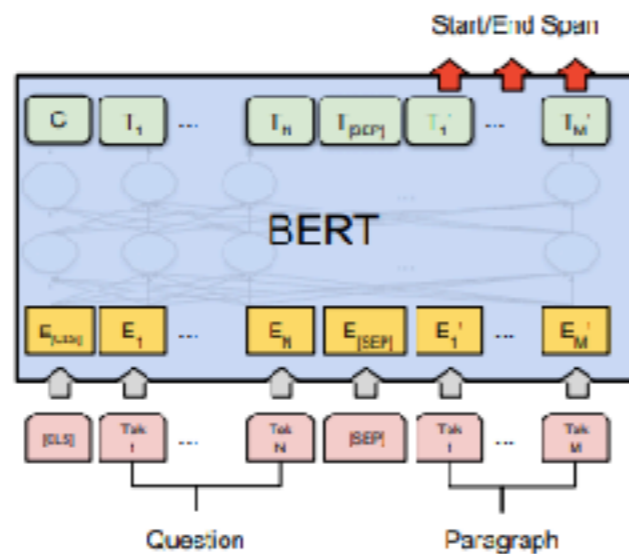 Start/End Span
C T1 ... TN T[SEP] T1' ... TM'
...
BERT
...
E[CLS] E1 ... EN E[SEP] E1' ... EM'
[CLS] Tok 1 ... Tok N [SEP] Tok 1 ... Tok M
Question Paragraph